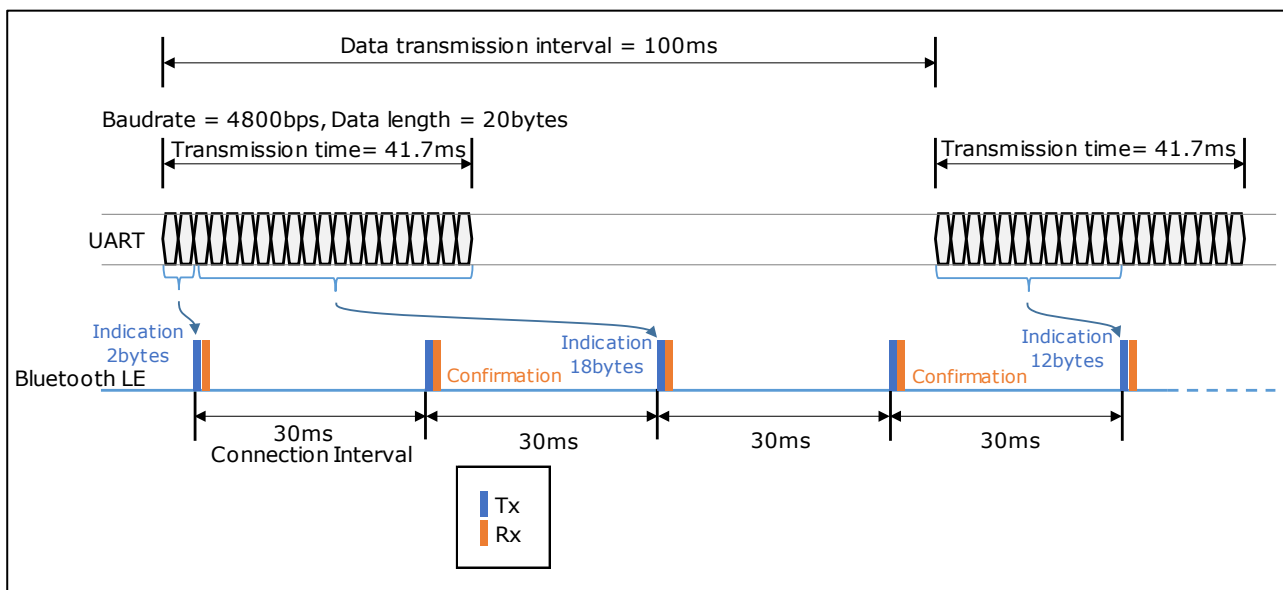 Data transmission interval = 100ms
Baudrate = 4800bps, Data length = 20bytes
Transmission time= 41.7ms
Transmission time= 41.7ms
UART
Indication
2bytes
Indication
18bytes
Indication
12bytes
Bluetooth LE
Confirmation
Confirmation
30ms
Connection Interval
30ms
30ms
30ms
Tx
Rx